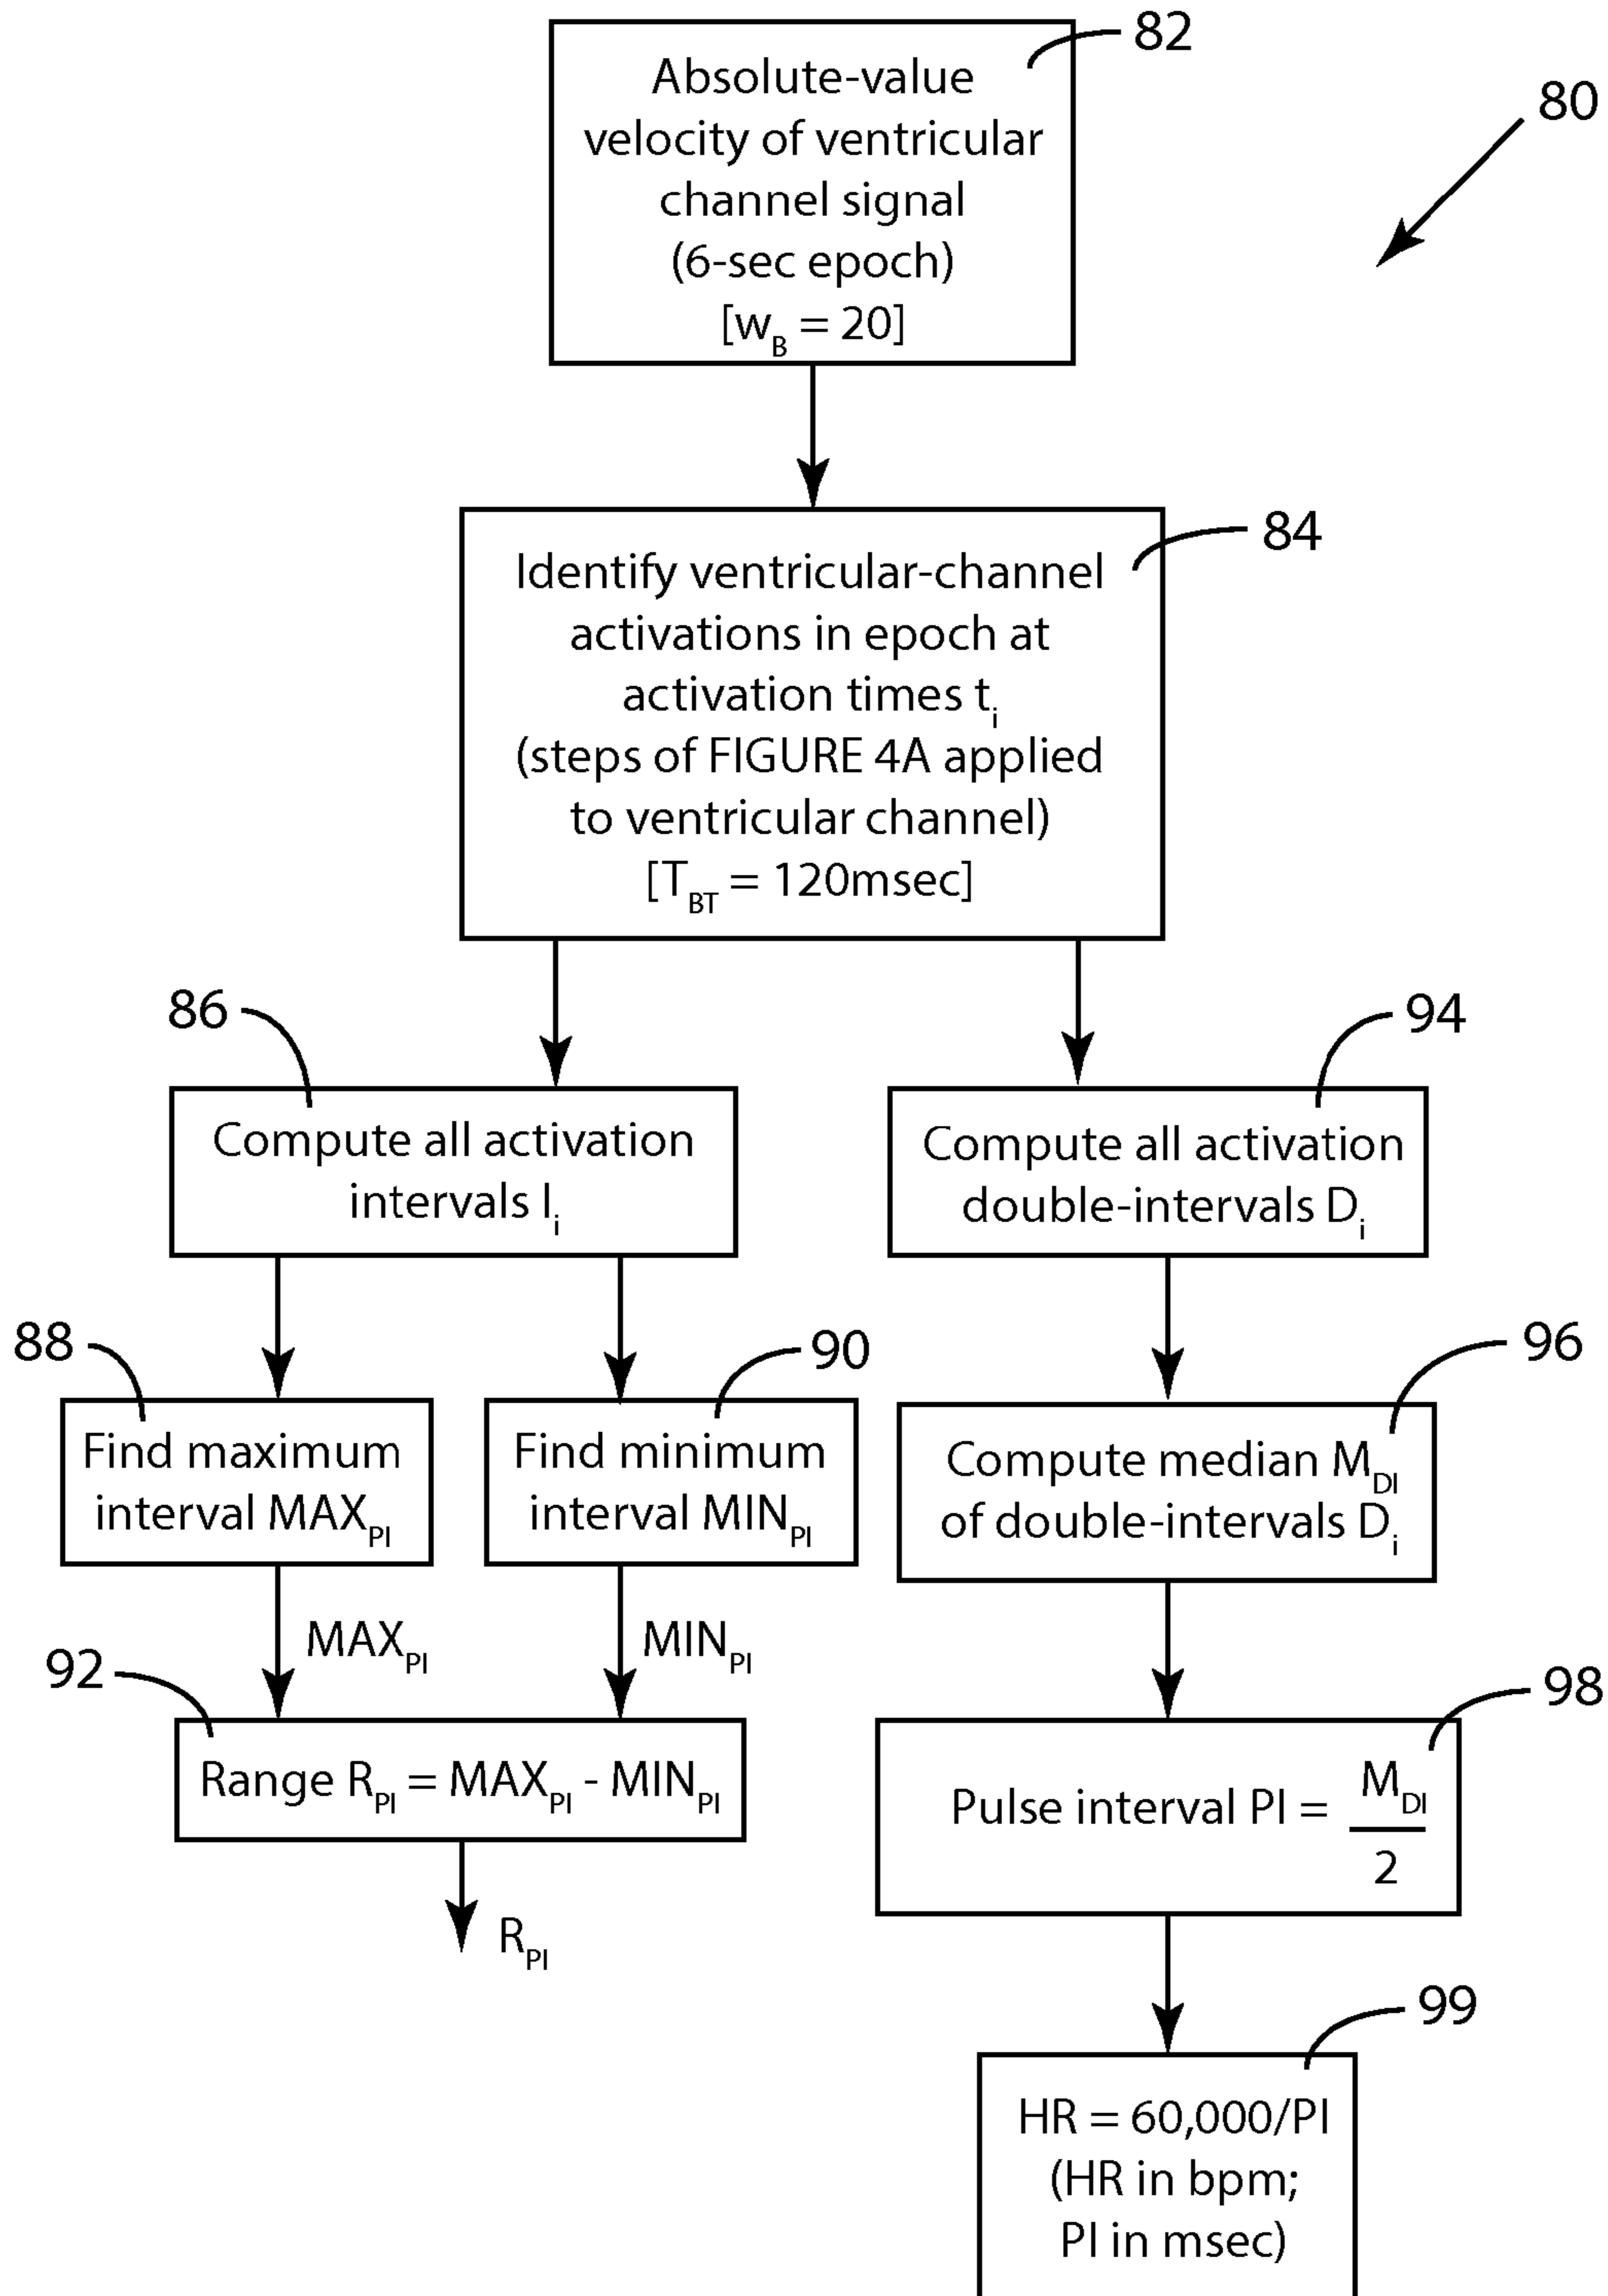 82
Absolute-value
velocity of ventricular
channel signal
(6-sec epoch)
[w_B = 20]
80
84
Identify ventricular-channel
activations in epoch at
activation times t_i
(steps of FIGURE 4A applied
to ventricular channel)
[T_BT = 120msec]
86
Compute all activation
intervals I_i
94
Compute all activation
double-intervals D_i
88
Find maximum
interval MAX_PI
90
Find minimum
interval MIN_PI
96
Compute median M_DI
of double-intervals D_i
MAX_PI
MIN_PI
92
Range R_PI = MAX_PI - MIN_PI
R_PI
98
Pulse interval PI = M_DI
2
99
HR = 60,000/PI
(HR in bpm;
PI in msec)